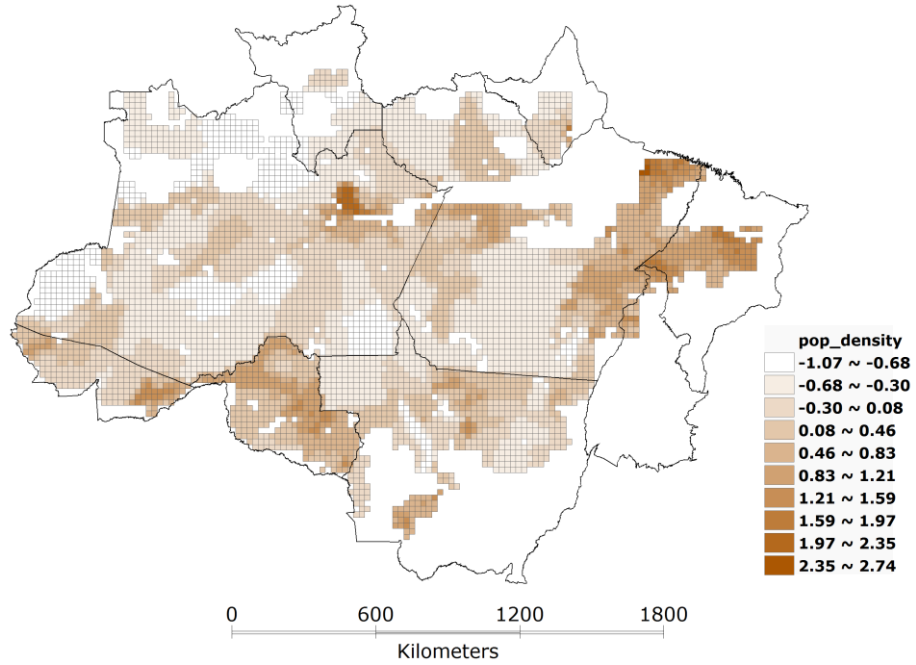 pop_density
-1.07 ~ -0.68
-0.68 ~ -0.30
-0.30 ~ 0.08
0.08 ~ 0.46
0.46 ~ 0.83
0.83 ~ 1.21
1.21 ~ 1.59
1.59 ~ 1.97
1.97 ~ 2.35
2.35 ~ 2.74
0 600 1200 1800
Kilometers